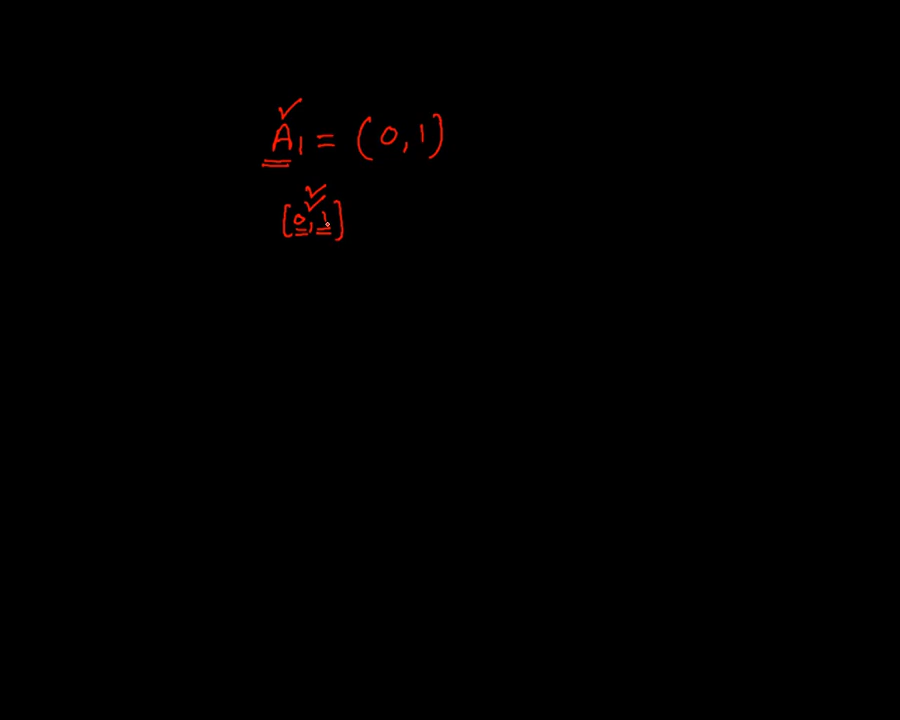 A₁ = (0, 1)
[0, 1]